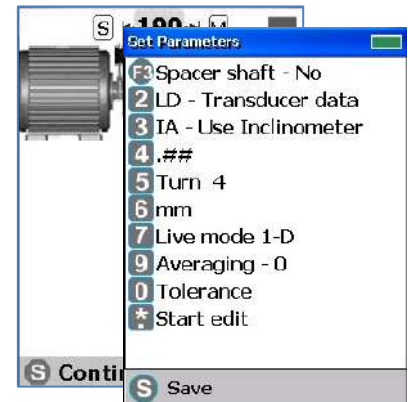 S 190 M
Set Parameters
F3 Spacer shaft - No
2 LD - Transducer data
3 IA - Use Inclinometer
4 .##
5 Turn 4
6 mm
7 Live mode 1-D
9 Averaging - 0
0 Tolerance
* Start edit
S Contin
S Save